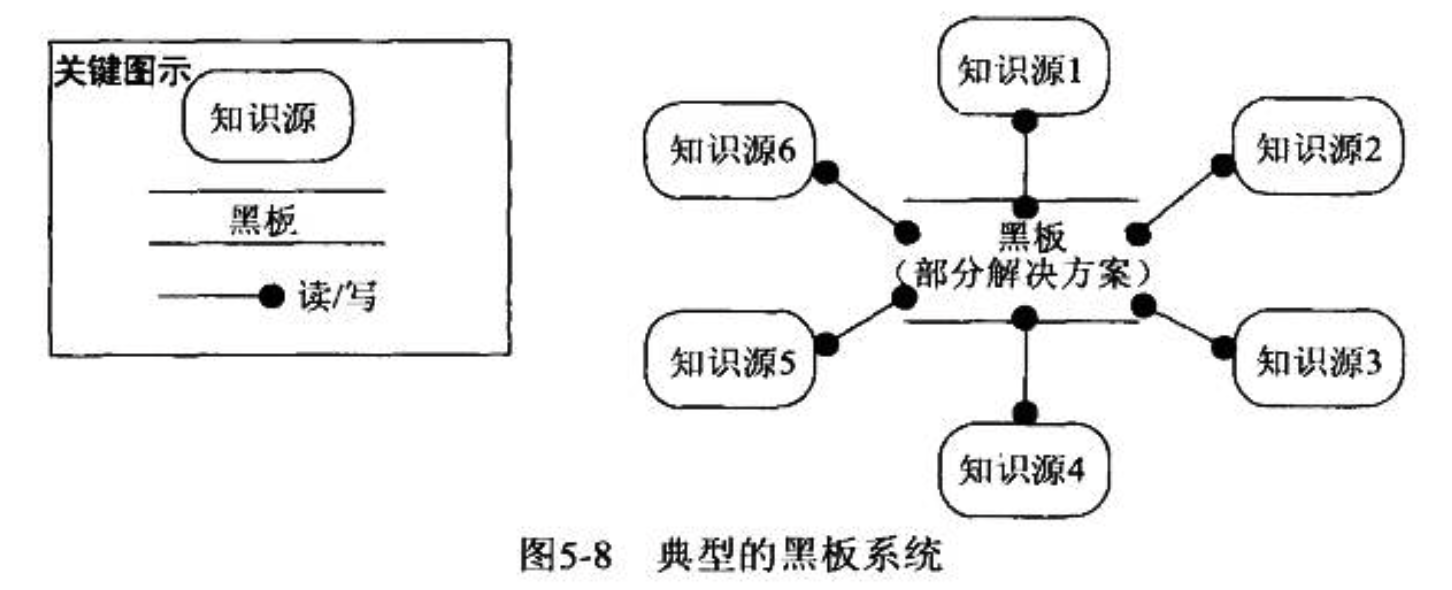 关键图示
知识源
黑板
读/写
知识源1
知识源6
知识源2
黑板
（部分解决方案）
知识源5
知识源3
知识源4
图5-8 典型的黑板系统